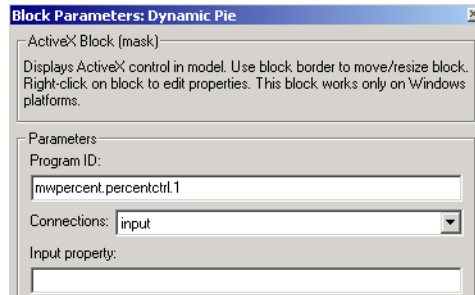 Block Parameters: Dynamic Pie
ActiveX Block (mask)
Displays ActiveX control in model. Use block border to move/resize block.
Right-click on block to edit properties. This block works only on Windows
platforms.
Parameters
Program ID:
mwpercent.percentctrl.1
Connections: input
Input property: